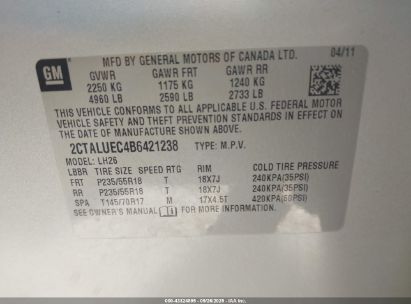 MFD BY GENERAL MOTORS OF CANADA LTD. 04/11
GM
GVWR GAWR FRT GAWR RR
2250 KG 1175 KG 1240 KG
4960 LB 2590 LB 2733 LB
THIS VEHICLE CONFORMS TO ALL APPLICABLE U.S. FEDERAL MOTOR
VEHICLE SAFETY AND THEFT PREVENTION STANDARDS IN EFFECT ON
THE DATE OF MANUFACTURE SHOWN ABOVE.
2CTALUEC4B6421238 TYPE: M.P.V.
MODEL: LH26
LBBR TIRE SIZE SPEED RTG RIM COLD TIRE PRESSURE
FRT P235/55R18 T 18X7J 240KPA(35PSI)
RR P235/55R18 T 18X7J 240KPA(35PSI)
SPA T145/70R17 M 17X4.5T 420KPA(60PSI)
SEE OWNER'S MANUAL FOR MORE INFORMATION.